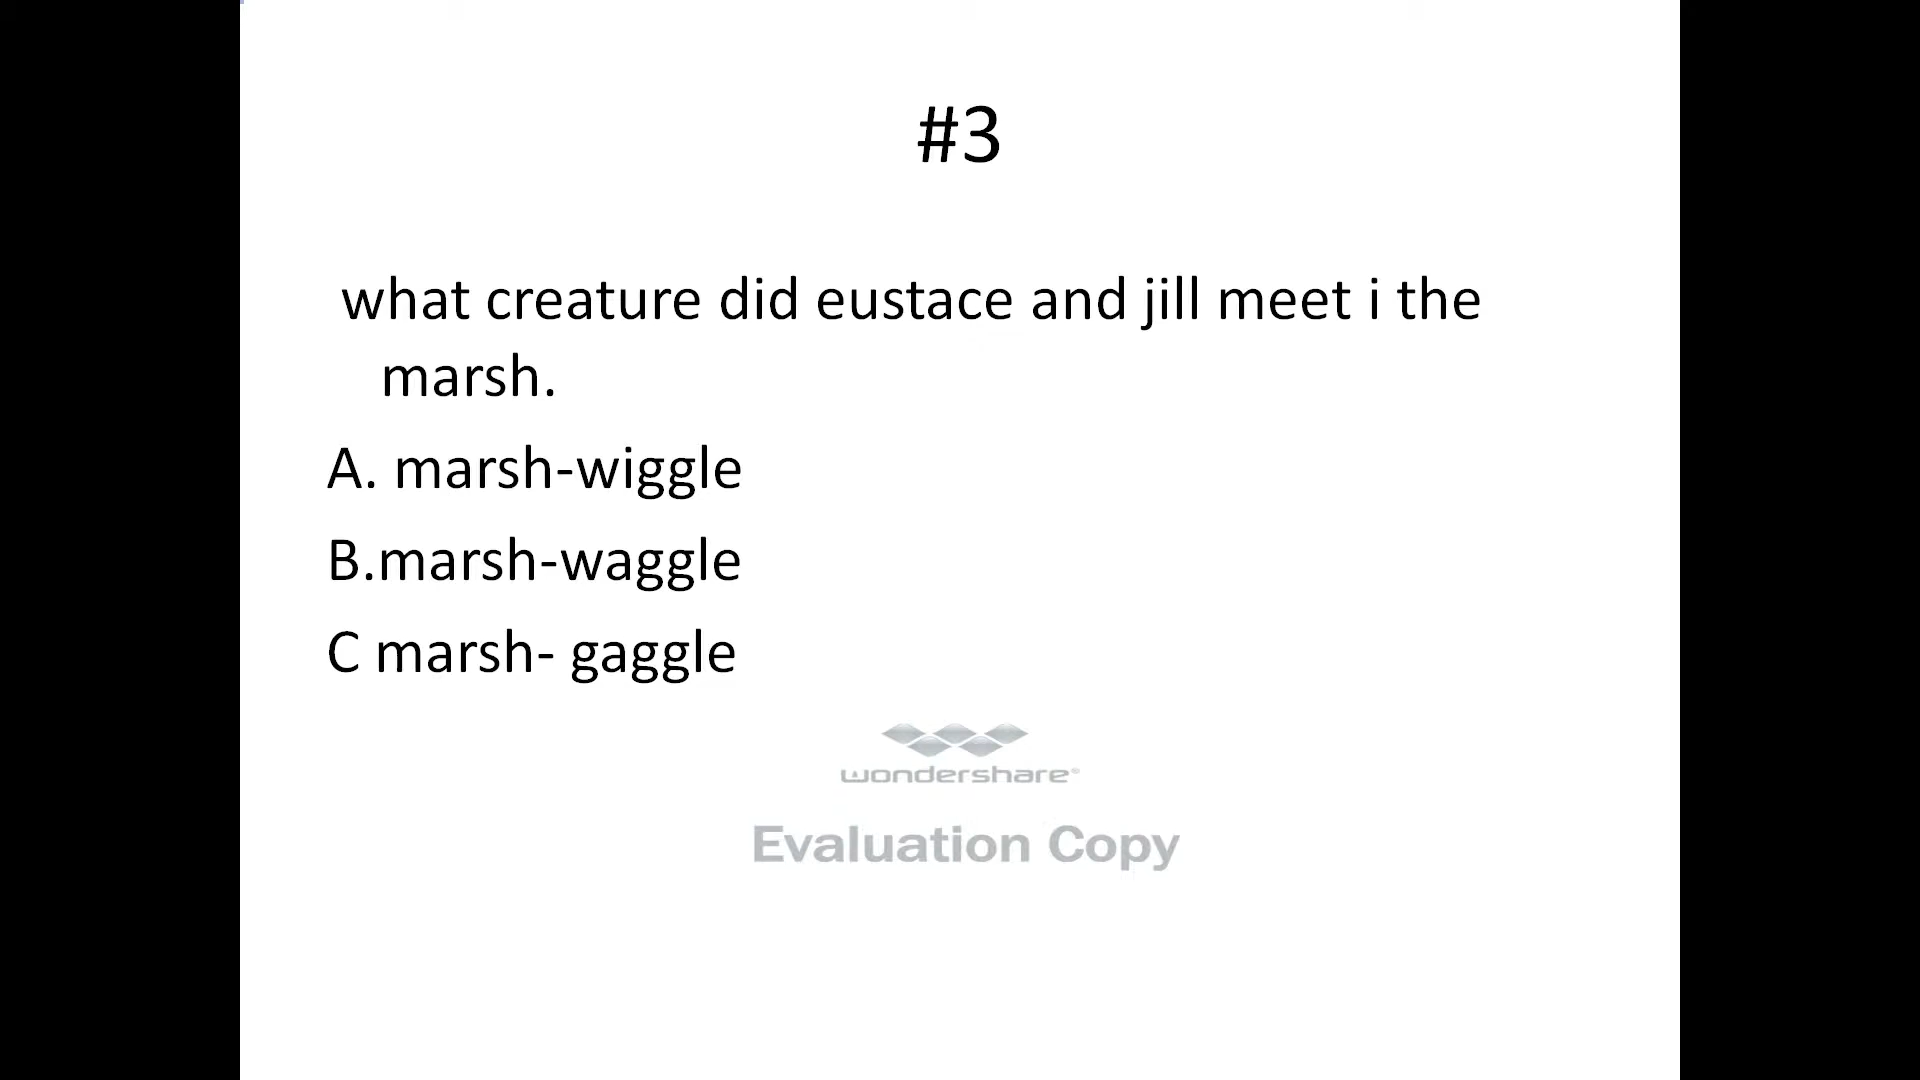 #3
what creature did eustace and jill meet i the
marsh.
A. marsh-wiggle
B.marsh-waggle
C marsh- gaggle
wondershare®
Evaluation Copy